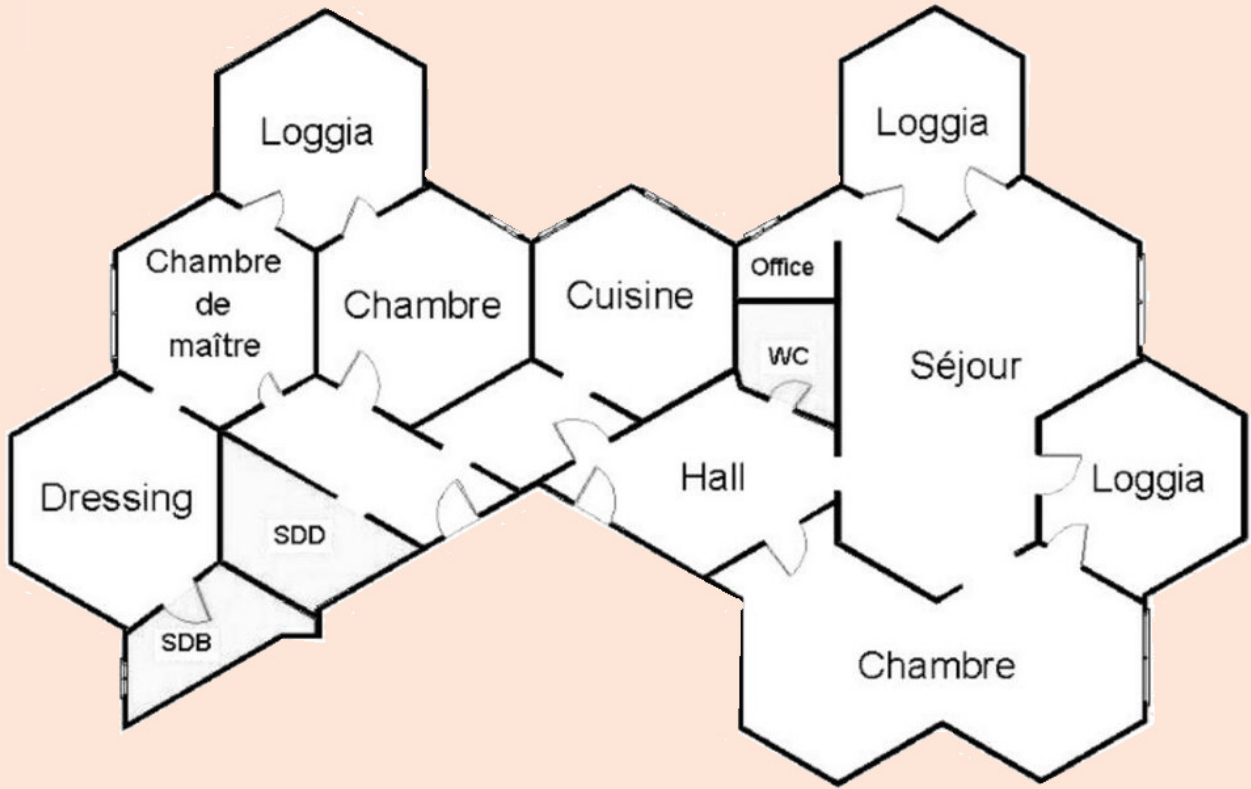 Loggia
Loggia
Chambre
de
maître
Chambre
Cuisine
Office
WC
Séjour
Dressing
SDD
Hall
Loggia
SDB
Chambre